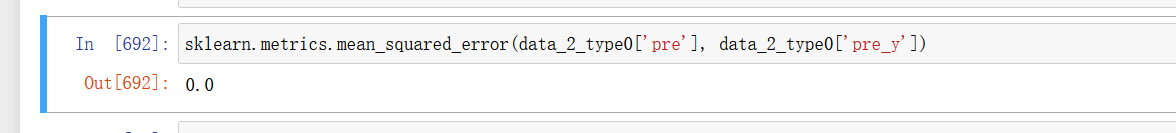 In [692]: sklearn.metrics.mean_squared_error(data_2_type0['pre'], data_2_type0['pre_y'])
Out[692]: 0.0